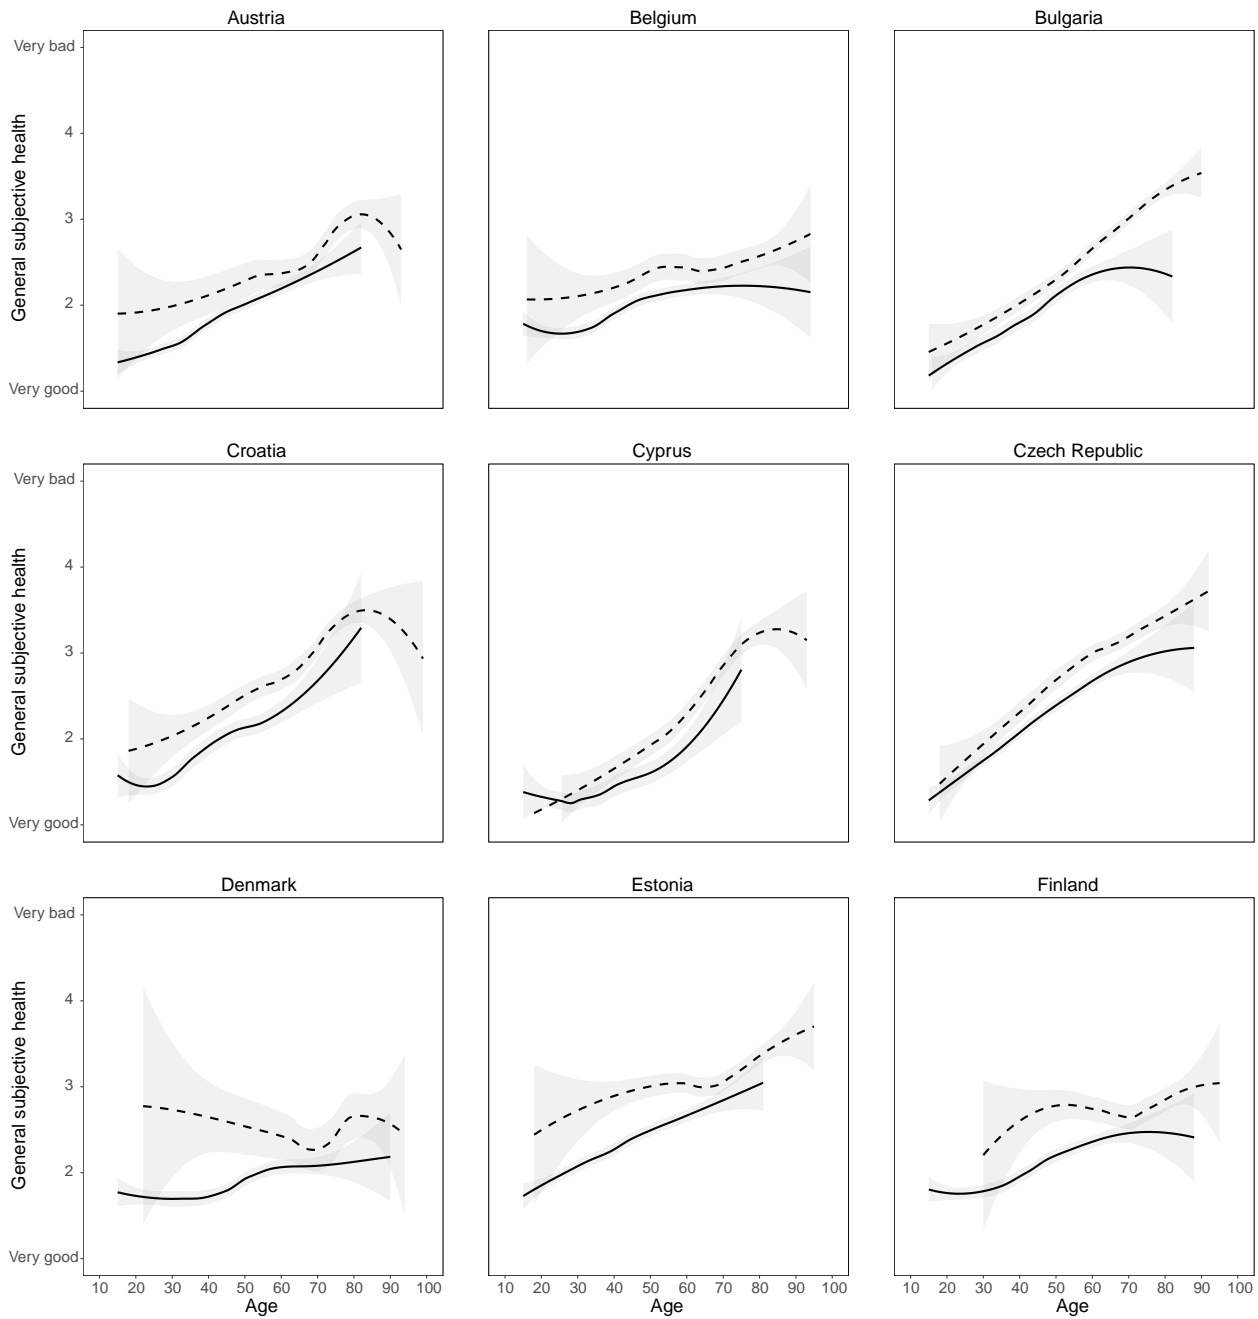 Austria
Belgium
Bulgaria
Very bad
4
3
2
Very good
General subjective health
Croatia
Cyprus
Czech Republic
Very bad
4
3
2
Very good
General subjective health
Denmark
Estonia
Finland
Very bad
4
3
2
Very good
General subjective health
10 20 30 40 50 60 70 80 90 100
10 20 30 40 50 60 70 80 90 100
10 20 30 40 50 60 70 80 90 100
Age
Age
Age